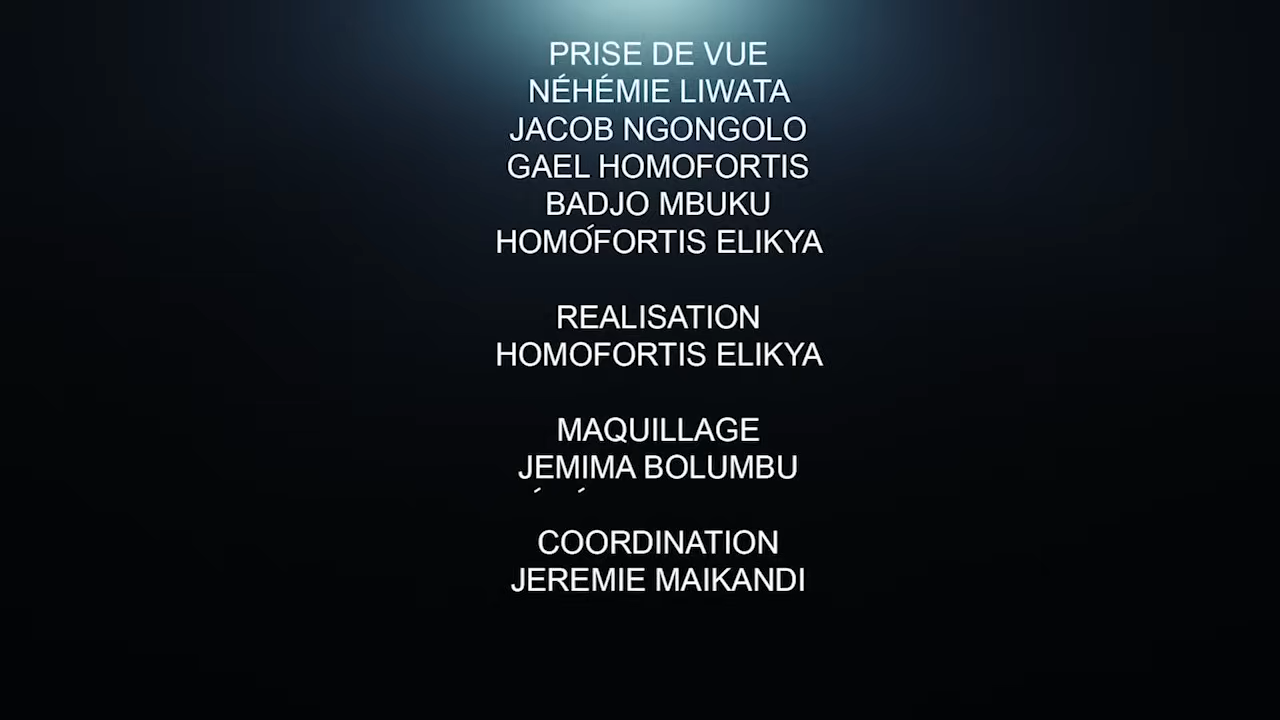 PRISE DE VUE
NÉHÉMIE LIWATA
JACOB NGONGOLO
GAEL HOMOFORTIS
BADJO MBUKU
HOMOFORTIS ELIKYA
REALISATION
HOMOFORTIS ELIKYA
MAQUILLAGE
JEMIMA BOLUMBU
COORDINATION
JEREMIE MAIKANDI